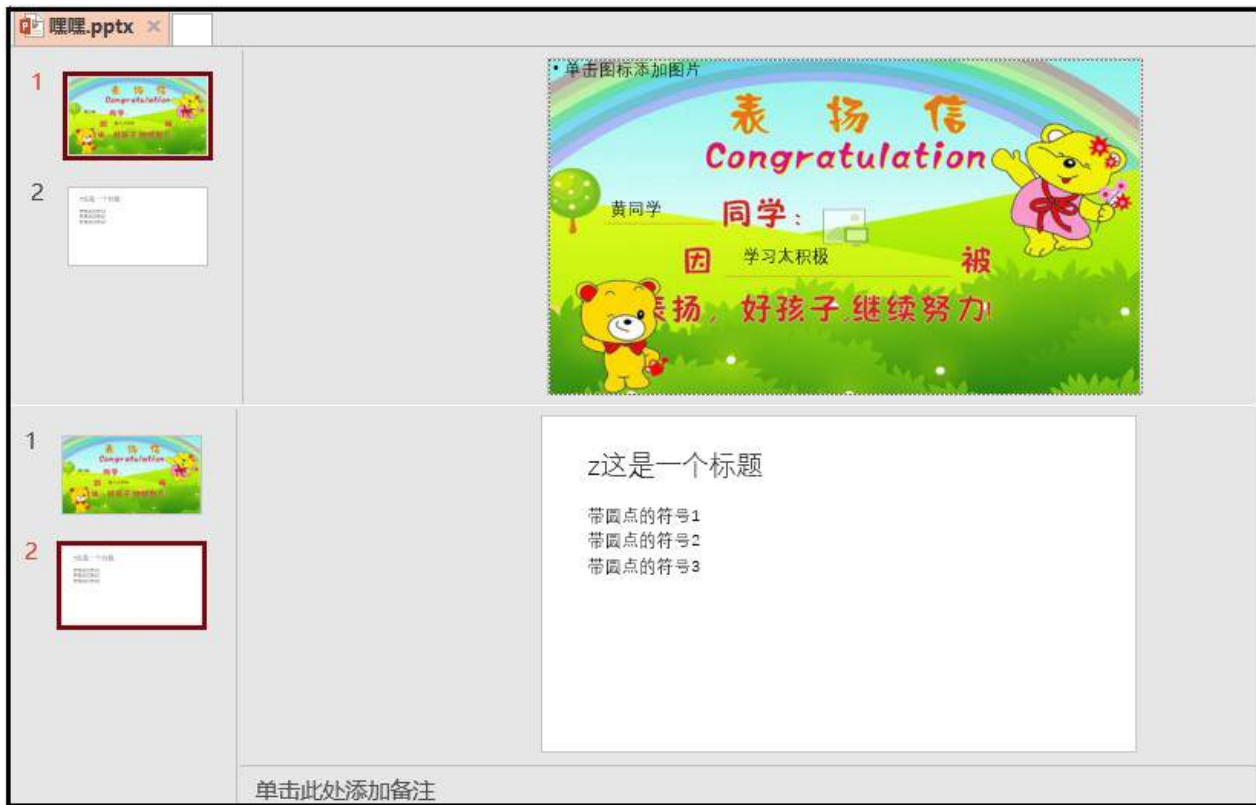 嘿嘿.pptx
1
2
• 单击图标添加图片
表扬信
Congratulation
黄同学 同学：
因 学习太积极 被
表扬，好孩子,继续努力!
1
2
z这是一个标题
带圆点的符号1
带圆点的符号2
带圆点的符号3
单击此处添加备注